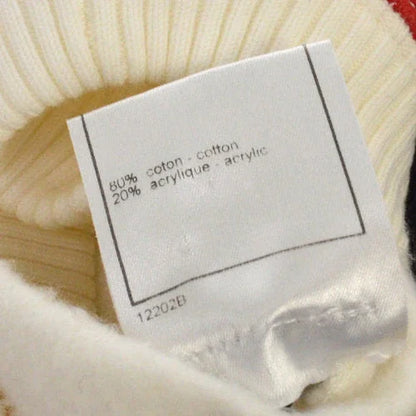 80% coton - cotton
20% acrylique - acrylic
12202B